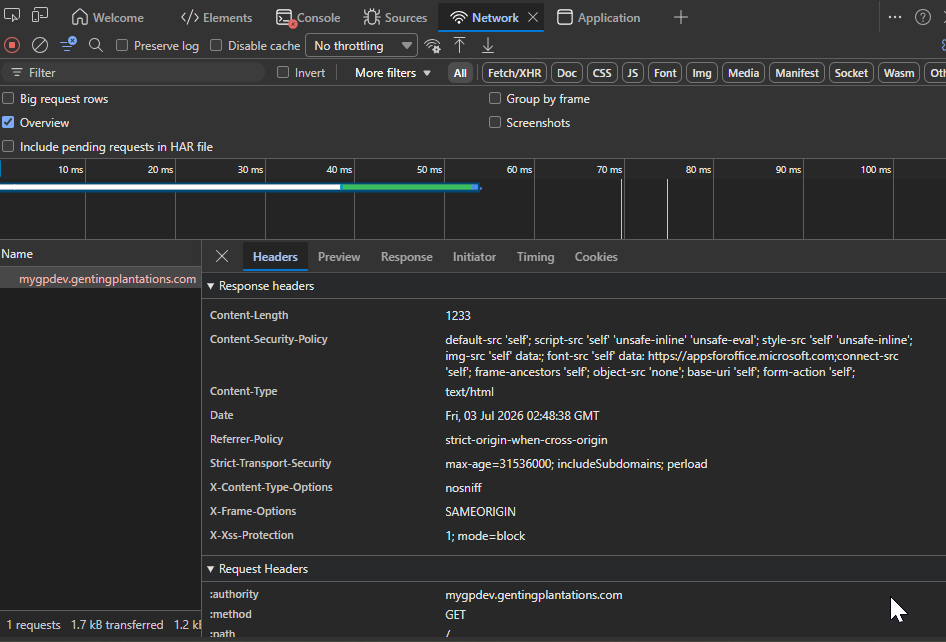 Welcome Elements Console Sources Network Application
Preserve log Disable cache No throttling
Filter Invert More filters All Fetch/XHR Doc CSS JS Font Img Media Manifest Socket Wasm Oth
Big request rows Group by frame
Overview Screenshots
Include pending requests in HAR file
10 ms 20 ms 30 ms 40 ms 50 ms 60 ms 70 ms 80 ms 90 ms 100 ms
Name Headers Preview Response Initiator Timing Cookies
mygpdev.gentingplantations.com
Response headers
Content-Length 1233
Content-Security-Policy default-src 'self'; script-src 'self' 'unsafe-inline' 'unsafe-eval'; style-src 'self' 'unsafe-inline';
img-src 'self' data:; font-src 'self' data: https://appsforoffice.microsoft.com;connect-src
'self'; frame-ancestors 'self'; object-src 'none'; base-uri 'self'; form-action 'self';
Content-Type text/html
Date Fri, 03 Jul 2026 02:48:38 GMT
Referrer-Policy strict-origin-when-cross-origin
Strict-Transport-Security max-age=31536000; includeSubdomains; perload
X-Content-Type-Options nosniff
X-Frame-Options SAMEORIGIN
X-Xss-Protection 1; mode=block
Request Headers
:authority mygpdev.gentingplantations.com
:method GET
:path /
1 requests 1.7 kB transferred 1.2 kB